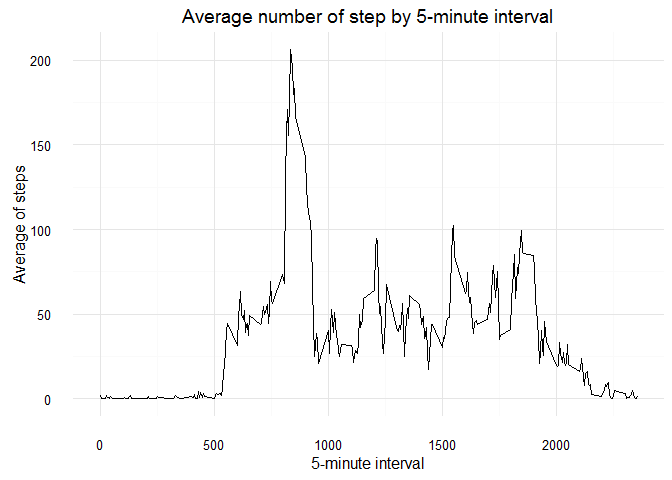 Average number of step by 5-minute interval
200
150
100
50
0
Average of steps
0 500 1000 1500 2000
5-minute interval